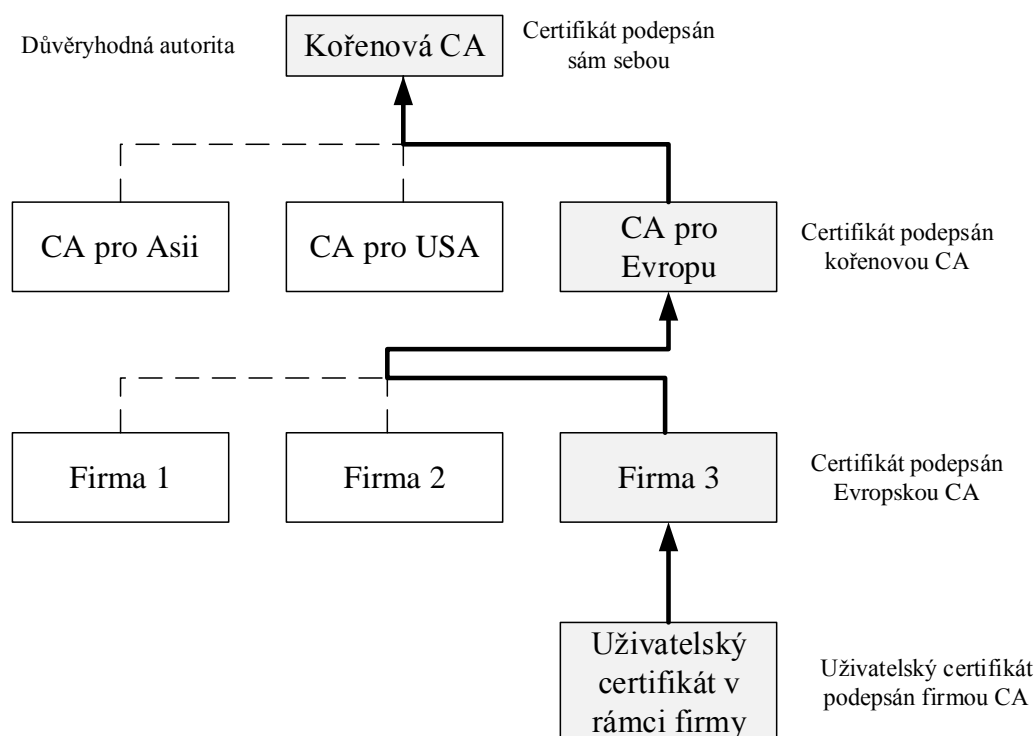 Důvěryhodná autorita
Kořenová CA
Certifikát podepsán
sám sebou
CA pro Asii
CA pro USA
CA pro
Evropu
Certifikát podepsán
kořenovou CA
Firma 1
Firma 2
Firma 3
Certifikát podepsán
Evropskou CA
Uživatelský
certifikát v
rámci firmy
Uživatelský certifikát
podepsán firmou CA